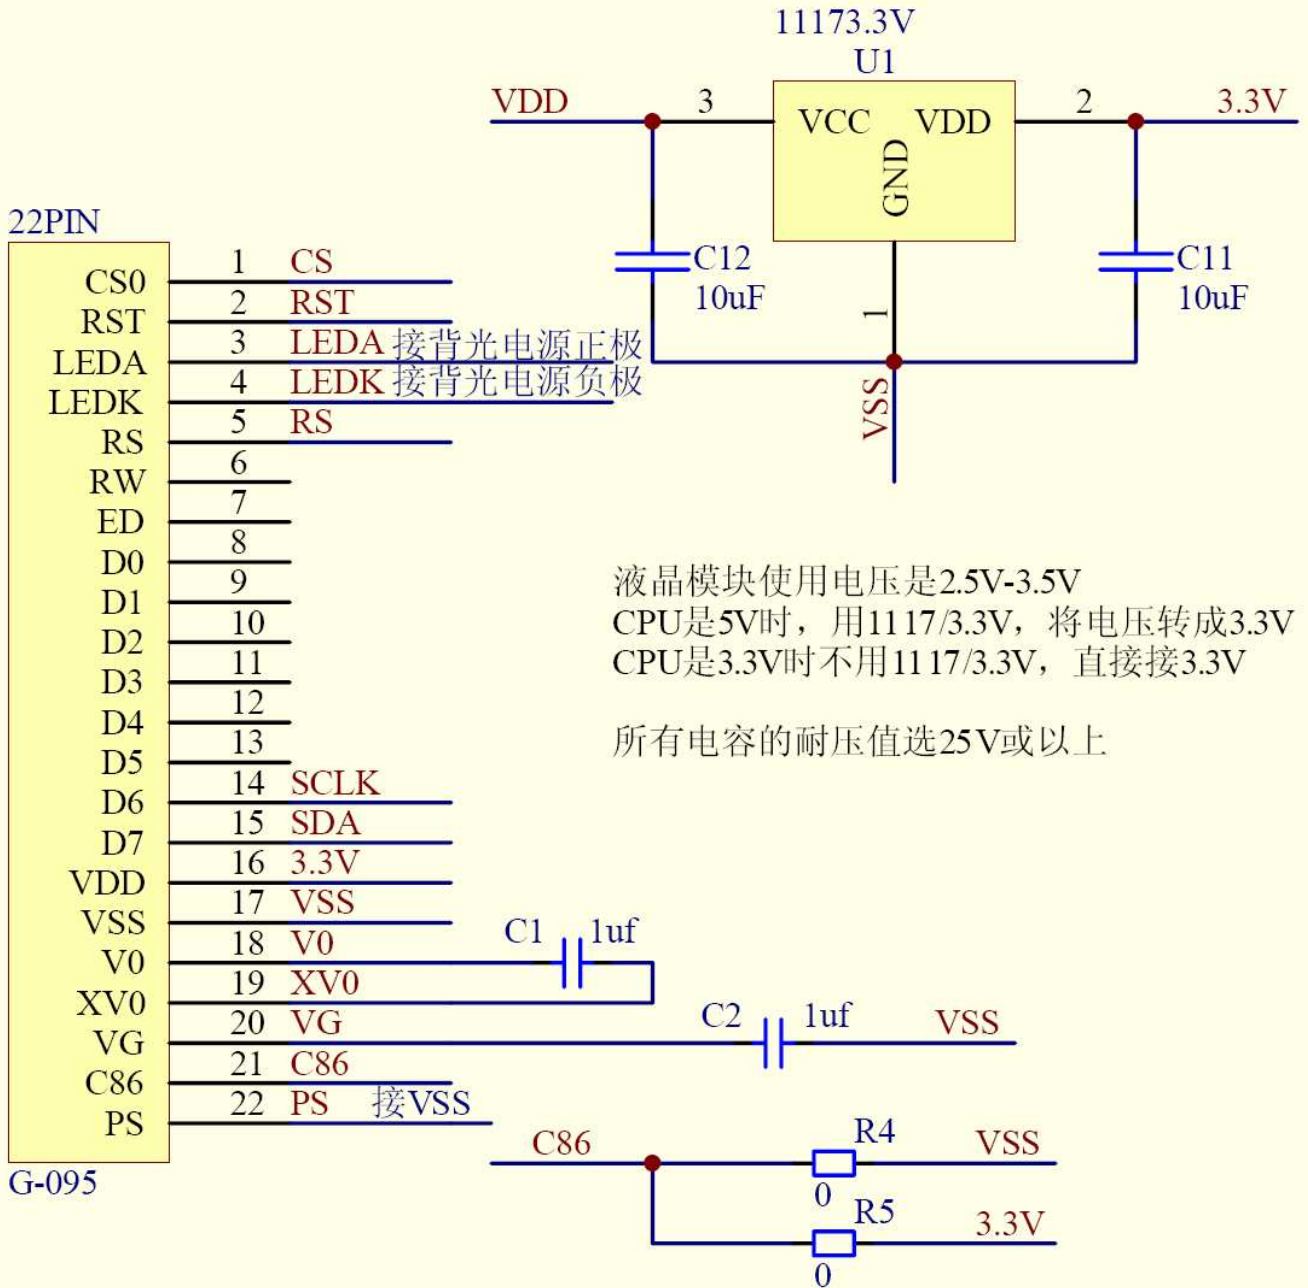 11173.3V
U1
VDD
3
VCC
VDD
GND
2
3.3V
C12
10uF
1
C11
10uF
VSS
22PIN
CS0 1 CS
RST 2 RST
LEDA 3 LEDA 接背光电源正极
LEDK 4 LEDK 接背光电源负极
RS 5 RS
RW 6
ED 7
D0 8
D1 9
D2 10
D3 11
D4 12
D5 13
D6 14 SCLK
D7 15 SDA
VDD 16 3.3V
VSS 17 VSS
V0 18 V0
XV0 19 XV0
VG 20 VG
C86 21 C86
PS 22 PS 接VSS
G-095
液晶模块使用电压是2.5V-3.5V
CPU是5V时，用1117/3.3V，将电压转成3.3V
CPU是3.3V时不用1117/3.3V，直接接3.3V
所有电容的耐压值选25V或以上
C1 1uf
C2 1uf VSS
C86
R4
0
VSS
R5
0
3.3V